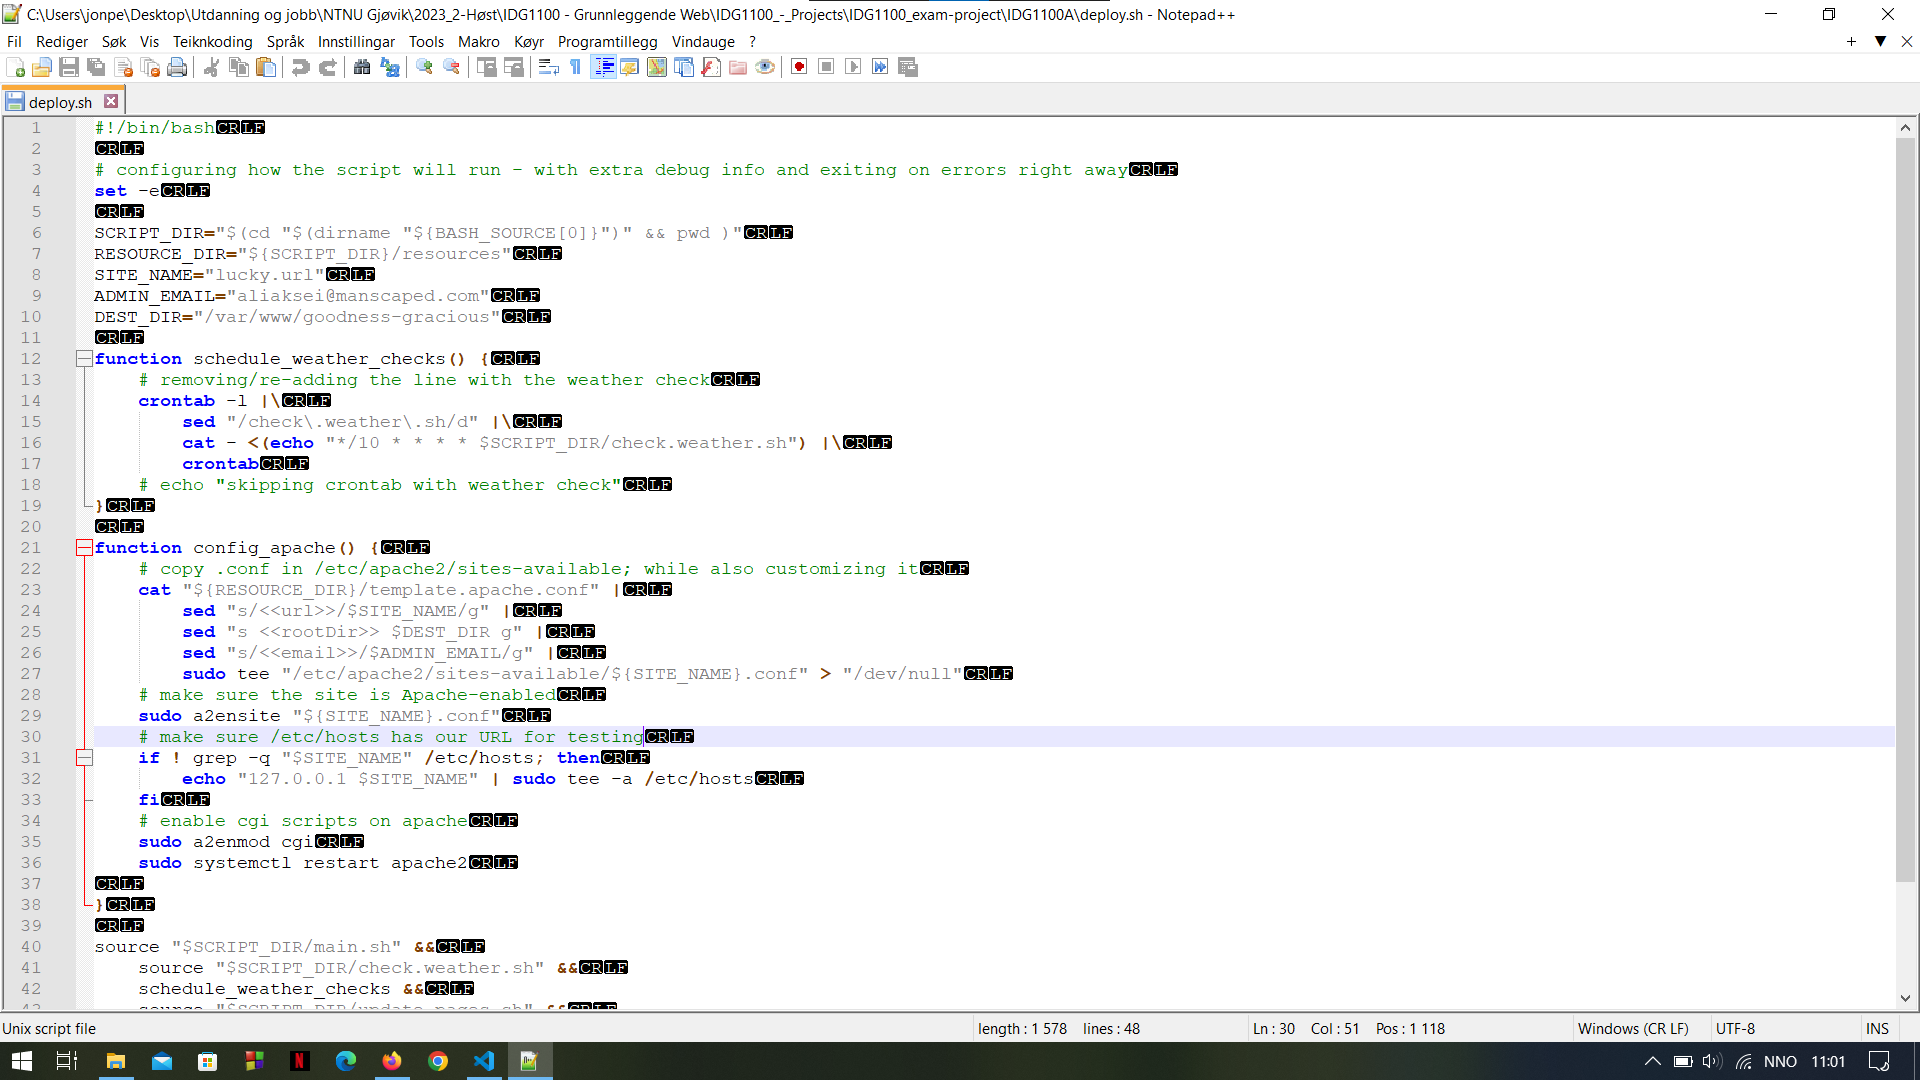 C:\Users\jonpe\Desktop\Utdanning og jobb\NTNU Gjøvik\2023_2-Høst\IDG1100 - Grunnleggende Web\IDG1100_-_Projects\IDG1100_exam-project\IDG1100A\deploy.sh - Notepad++
Fil Rediger Søk Vis Teiknkoding Språk Innstillingar Tools Makro Køyr Programtillegg Vindauge ?
deploy.sh
1 #!/bin/bashCRLF
2 CRLF
3 # configuring how the script will run - with extra debug info and exiting on errors right awayCRLF
4 set -eCRLF
5 CRLF
6 SCRIPT_DIR="$(cd "$(dirname "${BASH_SOURCE[0]}")" && pwd )"CRLF
7 RESOURCE_DIR="${SCRIPT_DIR}/resources"CRLF
8 SITE_NAME="lucky.url"CRLF
9 ADMIN_EMAIL="aliaksei@manscaped.com"CRLF
10 DEST_DIR="/var/www/goodness-gracious"CRLF
11 CRLF
12 function schedule_weather_checks() {CRLF
13 # removing/re-adding the line with the weather checkCRLF
14 crontab -l |\CRLF
15 sed "/check\.weather\.sh/d" |\CRLF
16 cat - <(echo "*/10 * * * * $SCRIPT_DIR/check.weather.sh") |\CRLF
17 crontabCRLF
18 # echo "skipping crontab with weather check"CRLF
19 }CRLF
20 CRLF
21 function config_apache() {CRLF
22 # copy .conf in /etc/apache2/sites-available; while also customizing itCRLF
23 cat "${RESOURCE_DIR}/template.apache.conf" |CRLF
24 sed "s/<<url>>/$SITE_NAME/g" |CRLF
25 sed "s <<rootDir>> $DEST_DIR g" |CRLF
26 sed "s/<<email>>/$ADMIN_EMAIL/g" |CRLF
27 sudo tee "/etc/apache2/sites-available/${SITE_NAME}.conf" > "/dev/null"CRLF
28 # make sure the site is Apache-enabledCRLF
29 sudo a2ensite "${SITE_NAME}.conf"CRLF
30 # make sure /etc/hosts has our URL for testingCRLF
31 if ! grep -q "$SITE_NAME" /etc/hosts; thenCRLF
32 echo "127.0.0.1 $SITE_NAME" | sudo tee -a /etc/hostsCRLF
33 fiCRLF
34 # enable cgi scripts on apacheCRLF
35 sudo a2enmod cgiCRLF
36 sudo systemctl restart apache2CRLF
37 CRLF
38 }CRLF
39 CRLF
40 source "$SCRIPT_DIR/main.sh" &&CRLF
41 source "$SCRIPT_DIR/check.weather.sh" &&CRLF
42 schedule_weather_checks &&CRLF
43 source "$SCRIPT_DIR/update.pages.sh" &&CRLF
Unix script file length : 1 578 lines : 48 Ln : 30 Col : 51 Pos : 1 118 Windows (CR LF) UTF-8 INS
NNO 11:01